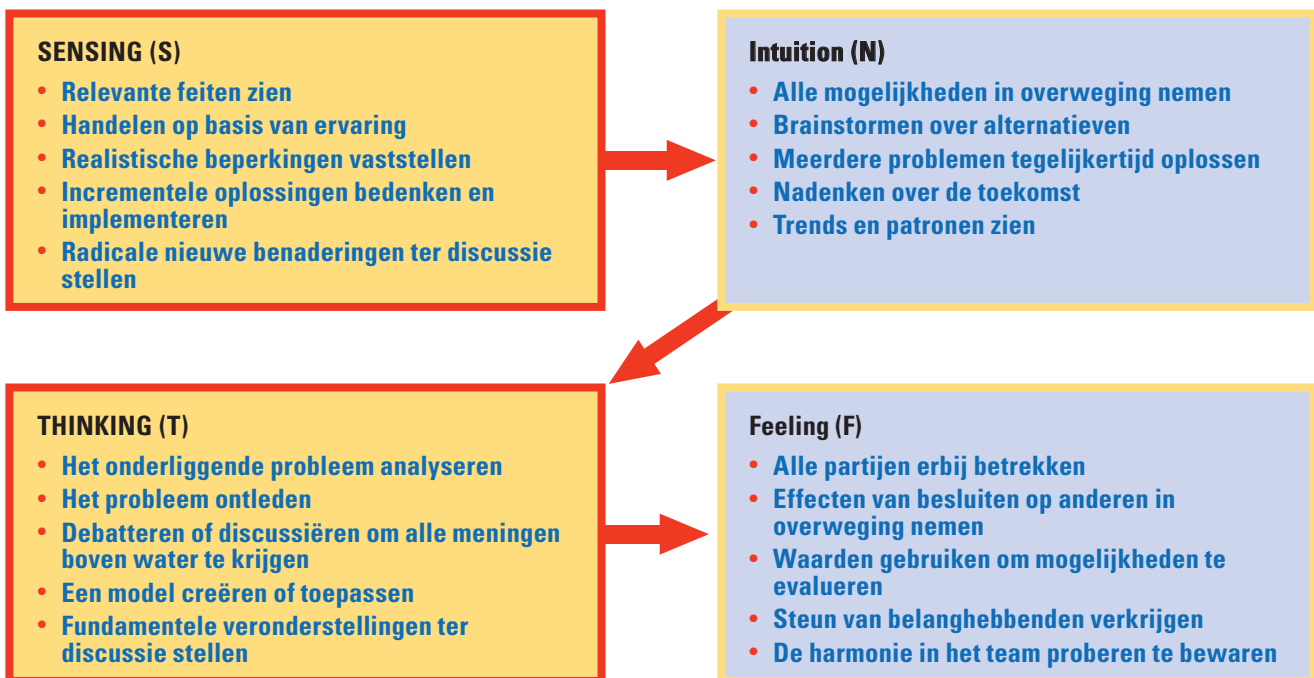 SENSING (S)
• Relevante feiten zien
• Handelen op basis van ervaring
• Realistische beperkingen vaststellen
• Incrementele oplossingen bedenken en
implementeren
• Radicale nieuwe benaderingen ter discussie
stellen
Intuition (N)
• Alle mogelijkheden in overweging nemen
• Brainstormen over alternatieven
• Meerdere problemen tegelijkertijd oplossen
• Nadenken over de toekomst
• Trends en patronen zien
THINKING (T)
• Het onderliggende probleem analyseren
• Het probleem ontleden
• Debatteren of discussiëren om alle meningen
boven water te krijgen
• Een model creëren of toepassen
• Fundamentele veronderstellingen ter
discussie stellen
Feeling (F)
• Alle partijen erbij betrekken
• Effecten van besluiten op anderen in
overweging nemen
• Waarden gebruiken om mogelijkheden te
evalueren
• Steun van belanghebbenden verkrijgen
• De harmonie in het team proberen te bewaren